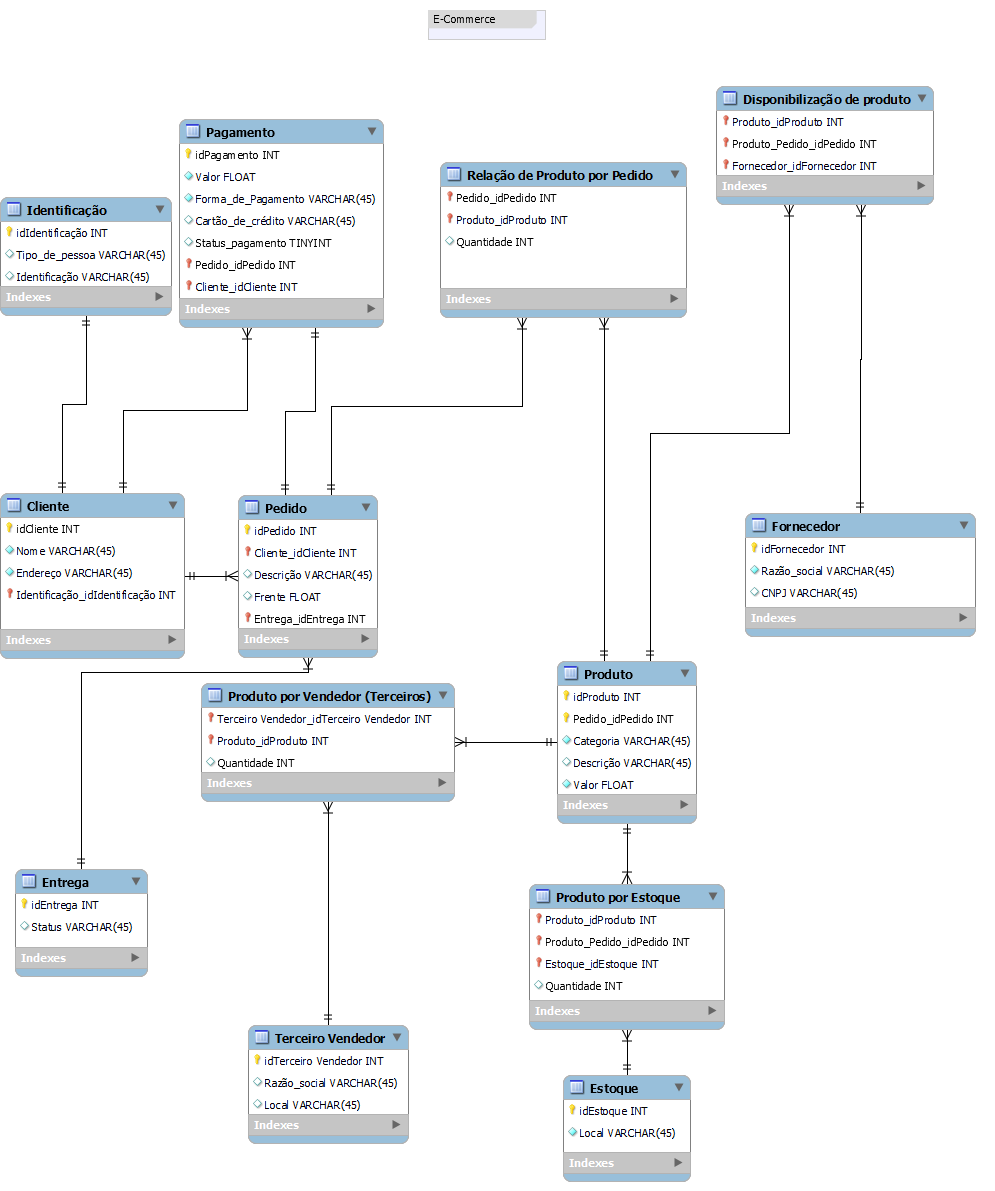 E-Commerce
Disponibilização de produto
Produto_idProduto INT
Produto_Pedido_idPedido INT
Fornecedor_idFornecedor INT
Indexes
Pagamento
idPagamento INT
Valor FLOAT
Forma_de_Pagamento VARCHAR(45)
Cartão_de_crédito VARCHAR(45)
Status_pagamento TINYINT
Pedido_idPedido INT
Cliente_idCliente INT
Indexes
Relação de Produto por Pedido
Pedido_idPedido INT
Produto_idProduto INT
Quantidade INT
Indexes
Identificação
idIdentificação INT
Tipo_de_pessoa VARCHAR(45)
Identificação VARCHAR(45)
Indexes
Cliente
idCliente INT
Nome VARCHAR(45)
Endereço VARCHAR(45)
Identificação_idIdentificação INT
Indexes
Pedido
idPedido INT
Cliente_idCliente INT
Descrição VARCHAR(45)
Frente FLOAT
Entrega_idEntrega INT
Indexes
Fornecedor
idFornecedor INT
Razão_social VARCHAR(45)
CNPJ VARCHAR(45)
Indexes
Produto
idProduto INT
Pedido_idPedido INT
Categoria VARCHAR(45)
Descrição VARCHAR(45)
Valor FLOAT
Indexes
Produto por Vendedor (Terceiros)
Terceiro Vendedor_idTerceiro Vendedor INT
Produto_idProduto INT
Quantidade INT
Indexes
Entrega
idEntrega INT
Status VARCHAR(45)
Indexes
Produto por Estoque
Produto_idProduto INT
Produto_Pedido_idPedido INT
Estoque_idEstoque INT
Quantidade INT
Indexes
Terceiro Vendedor
idTerceiro Vendedor INT
Razão_social VARCHAR(45)
Local VARCHAR(45)
Indexes
Estoque
idEstoque INT
Local VARCHAR(45)
Indexes